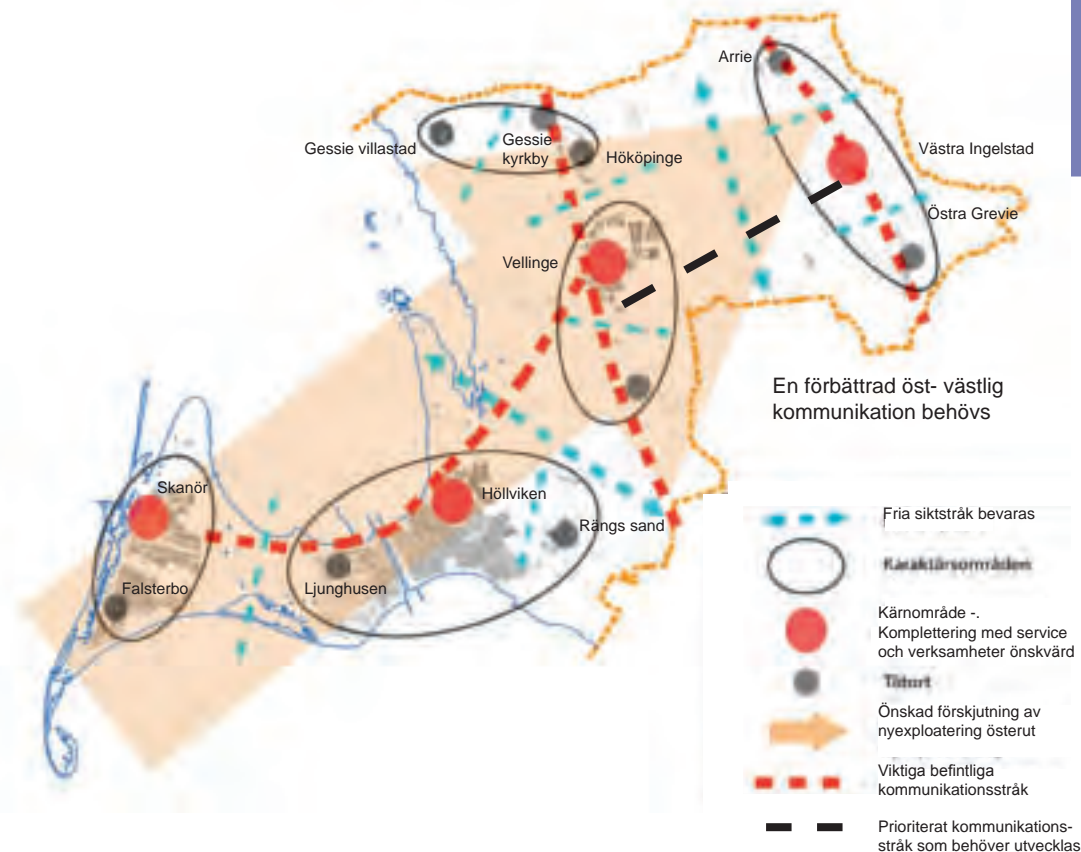 Arrie
Gessie villastad
Gessie
kyrkby
Hököpinge
Västra Ingelstad
Östra Grevie
Vellinge
En förbättrad öst- västlig
kommunikation behövs
Skanör
Höllviken
Rängs sand
Falsterbo
Ljunghusen
Fria siktstråk bevaras
Karaktärsområden
Kärnområde -.
Komplettering med service
och verksamheter önskvärd
Tätort
Önskad förskjutning av
nyexploatering österut
Viktiga befintliga
kommunikationsstråk
Prioriterat kommunikations-
stråk som behöver utvecklas